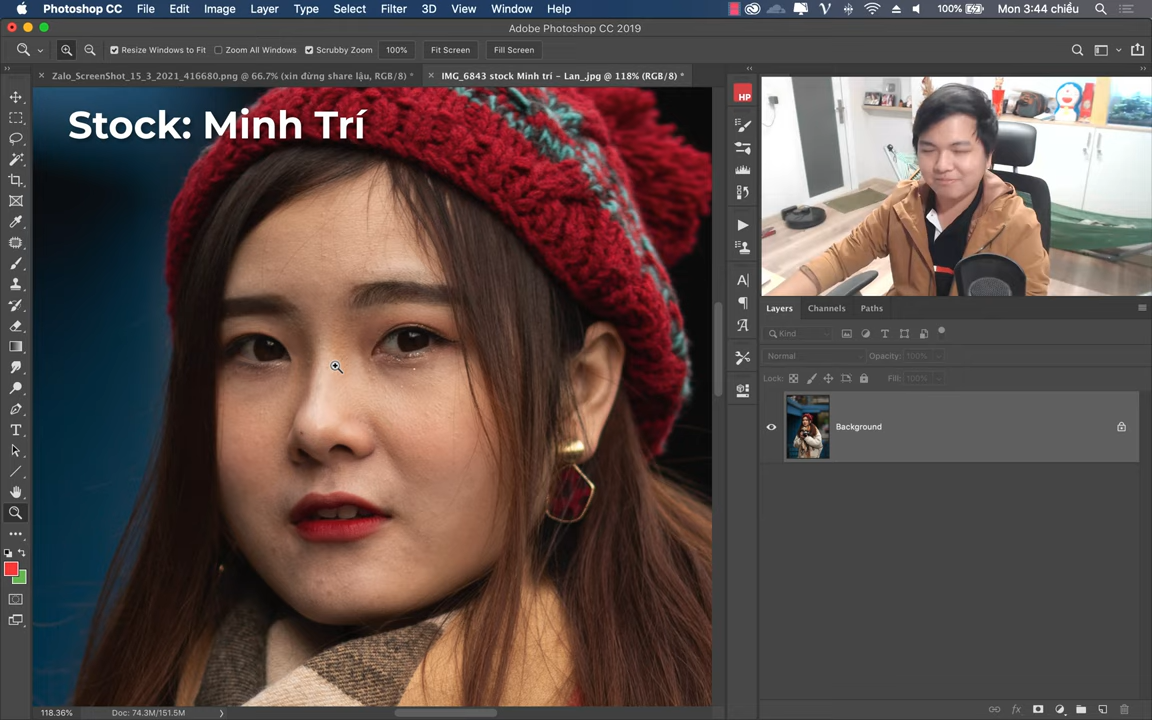 Photoshop CC File Edit Image Layer Type Select Filter 3D View Window Help 100% Mon 3:44 chiều
Adobe Photoshop CC 2019
Resize Windows to Fit Zoom All Windows Scrubby Zoom 100% Fit Screen Fill Screen
Zalo_ScreenShot_15_3_2021_416680.png @ 66.7% (xin đừng share lậu, RGB/8) *
IMG_6843 stock Minh trí - Lan_.jpg @ 118% (RGB/8) *
Stock: Minh Trí
HP
Layers Channels Paths
Kind
Normal Opacity: 100%
Lock: Fill: 100%
Background
118.36% Doc: 74.3M/151.5M